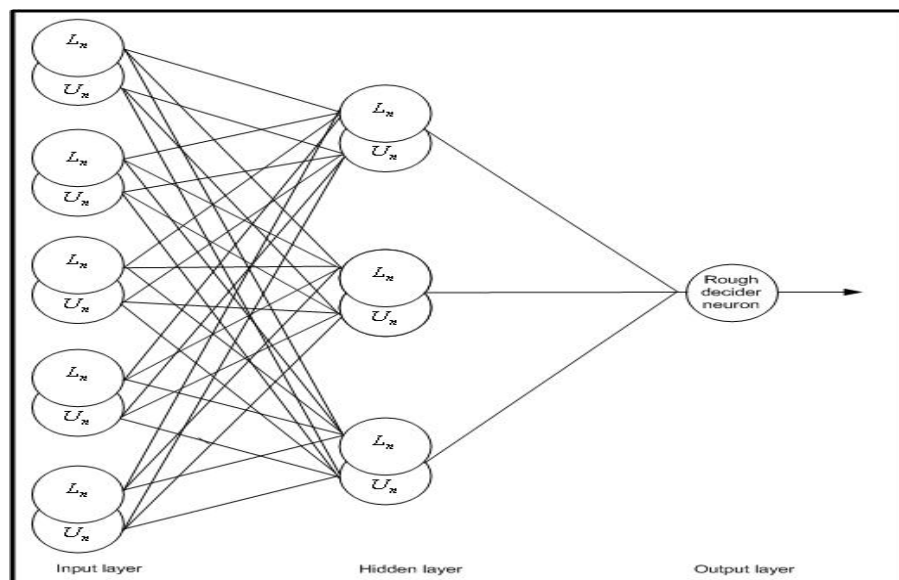 Lₙ
Uₙ
Lₙ
Uₙ
Lₙ
Uₙ
Lₙ
Uₙ
Lₙ
Uₙ
Lₙ
Uₙ
Lₙ
Uₙ
Lₙ
Uₙ
Rough
decider
neuron
Input layer
Hidden layer
Output layer